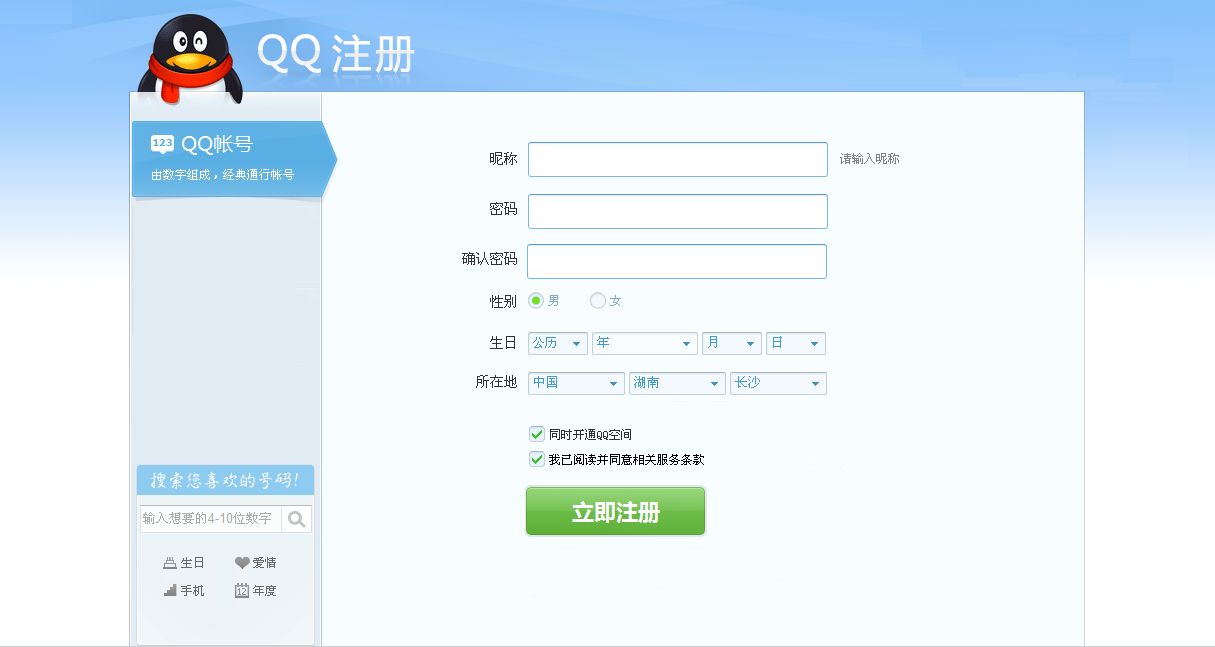 QQ 注册
123 QQ帐号
由数字组成，经典通行帐号
昵称 请输入昵称
密码
确认密码
性别 男 女
生日 公历 年 月 日
所在地 中国 湖南 长沙
同时开通QQ空间
我已阅读并同意相关服务条款
立即注册
搜索您喜欢的号码!
输入想要的4-10位数字
生日 爱情
手机 12 年度